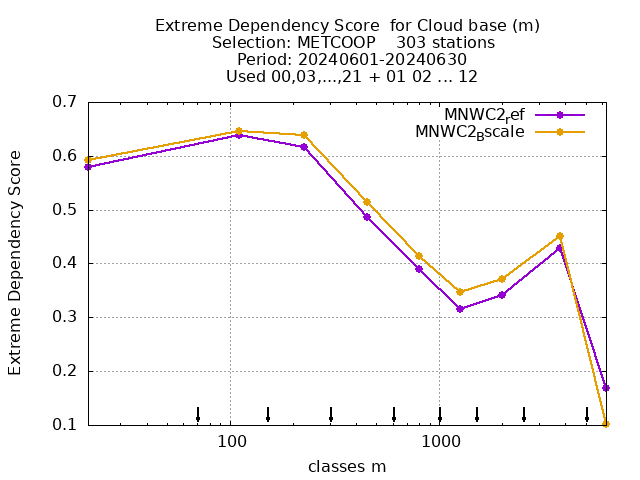 Extreme Dependency Score  for Cloud base (m)
Selection: METCOOP    303 stations
Period: 20240601-20240630
Used 00,03,...,21 + 01 02 ... 12
MNWC2ref
MNWC2Bscale
0.7
0.6
0.5
0.4
0.3
0.2
0.1
Extreme Dependency Score
100
1000
classes m